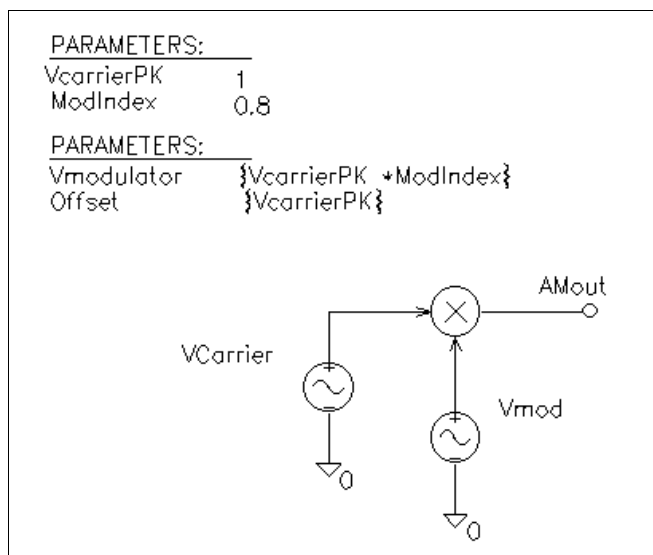 PARAMETERS:
VcarrierPK 1
ModIndex 0.8
PARAMETERS:
Vmodulator {VcarrierPK *ModIndex}
Offset {VcarrierPK}
AMout
VCarrier
Vmod
0
0